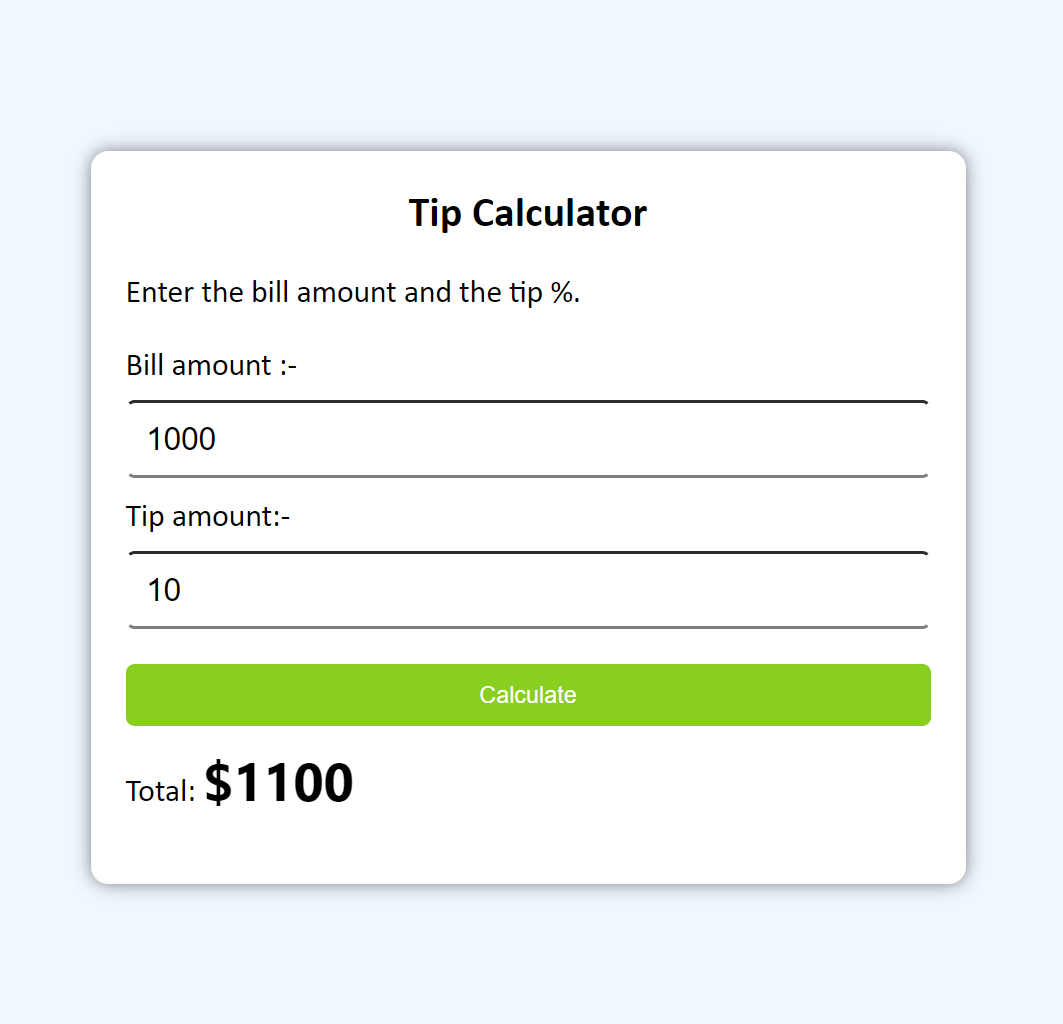 Tip Calculator
Enter the bill amount and the tip %.
Bill amount :-
1000
Tip amount:-
10
Calculate
Total: $1100